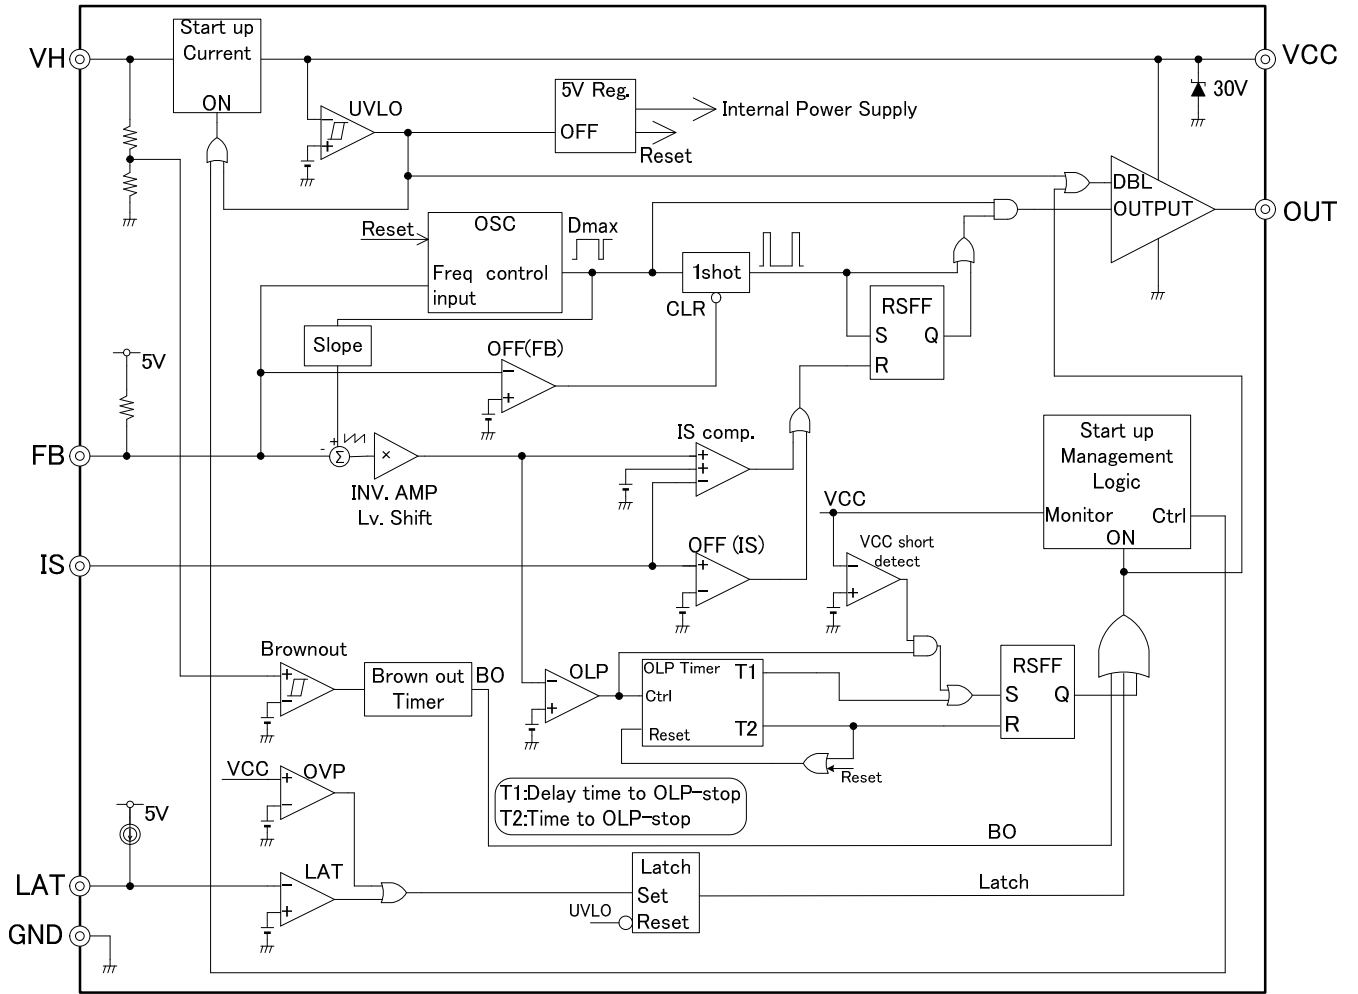 Start up
Current
ON
VH
VCC
UVLO
5V Reg.
OFF
Internal Power Supply
Reset
30V
DBL
OUTPUT
OUT
Reset
OSC
Freq control
input
Dmax
1shot
CLR
RSFF
S
Q
R
Slope
5V
OFF(FB)
-
+
-
+
FB
- +
Σ
×
INV. AMP
Lv. Shift
IS comp.
+
+
-
Start up
Management
Logic
Monitor
Ctrl
ON
VCC
VCC short
detect
-
+
IS
OFF (IS)
+
-
Brownout
+
-
Brown out
Timer
BO
OLP
-
+
OLP Timer
T1
Ctrl
T2
Reset
Reset
RSFF
S
Q
R
VCC
OVP
+
-
T1:Delay time to OLP-stop
T2:Time to OLP-stop
BO
5V
LAT
LAT
-
+
Latch
Set
Reset
UVLO
Latch
GND